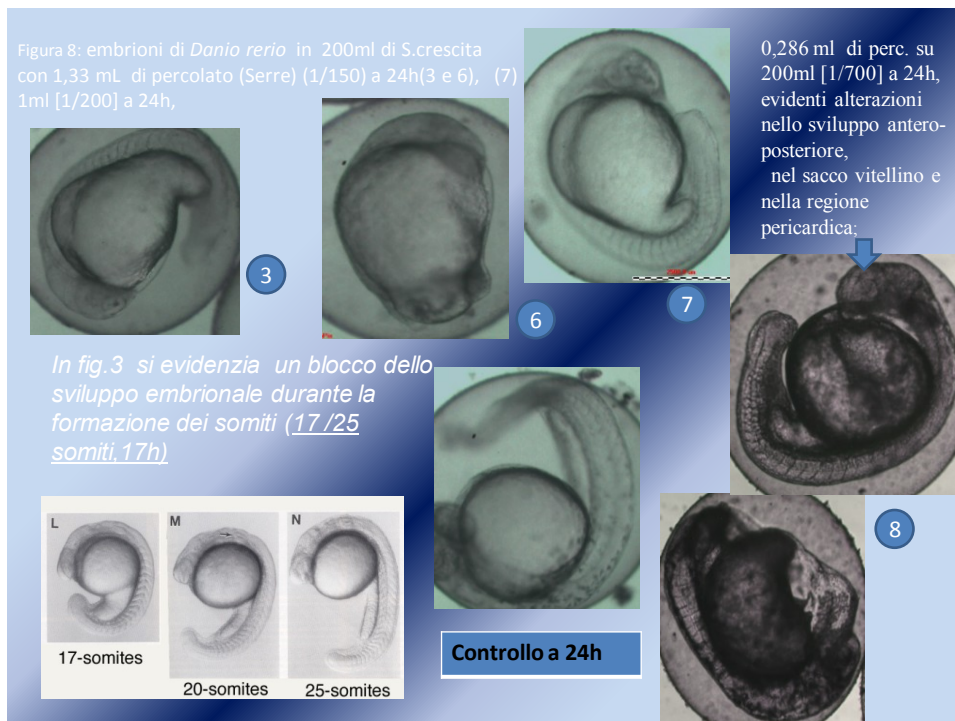 Figura 8: embrioni di Danio rerio in 200ml di S.crescita
con 1,33 mL di percolato (Serre) (1/150) a 24h(3 e 6), (7)
1ml [1/200] a 24h,
0,286 ml di perc. su
200ml [1/700] a 24h,
evidenti alterazioni
nello sviluppo antero-
posteriore,
nel sacco vitellino e
nella regione
pericardica;
3
6
7
In fig.3 si evidenzia un blocco dello
sviluppo embrionale durante la
formazione dei somiti (17 /25
somiti,17h)
L
M
N
17-somites
20-somites
25-somites
Controllo a 24h
8